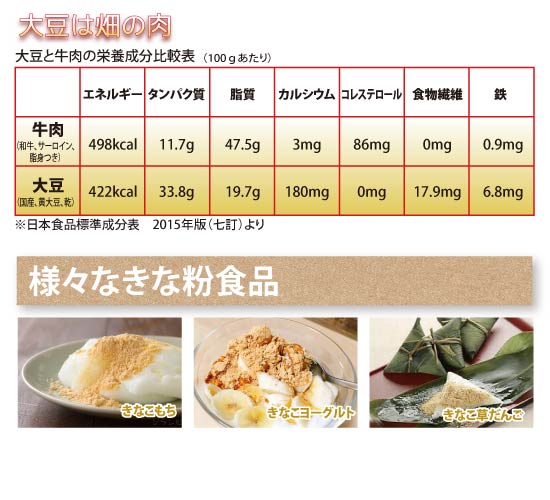 大豆は畑の肉
大豆と牛肉の栄養成分比較表 (100gあたり)
エネルギー タンパク質 脂質 カルシウム コレステロール 食物繊維 鉄
牛肉
(和牛、サーロイン、
脂身つき)
498kcal 11.7g 47.5g 3mg 86mg 0mg 0.9mg
大豆
(国産、黄大豆、乾)
422kcal 33.8g 19.7g 180mg 0mg 17.9mg 6.8mg
※日本食品標準成分表 2015年版(七訂)より
様々なきな粉食品
きなこもち
きなこヨーグルト
きなこ草だんご